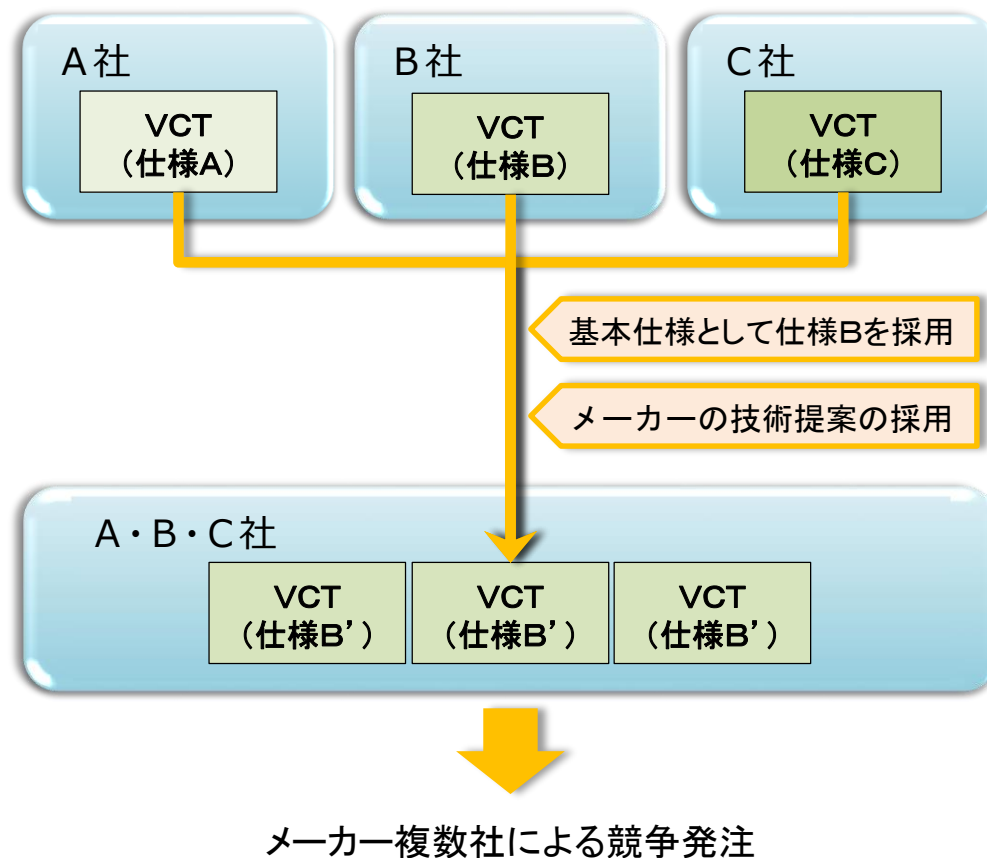 A社
VCT
(仕様A)
B社
VCT
(仕様B)
C社
VCT
(仕様C)
基本仕様として仕様Bを採用
メーカーの技術提案の採用
A・B・C社
VCT
(仕様B’)
VCT
(仕様B’)
VCT
(仕様B’)
メーカー複数社による競争発注